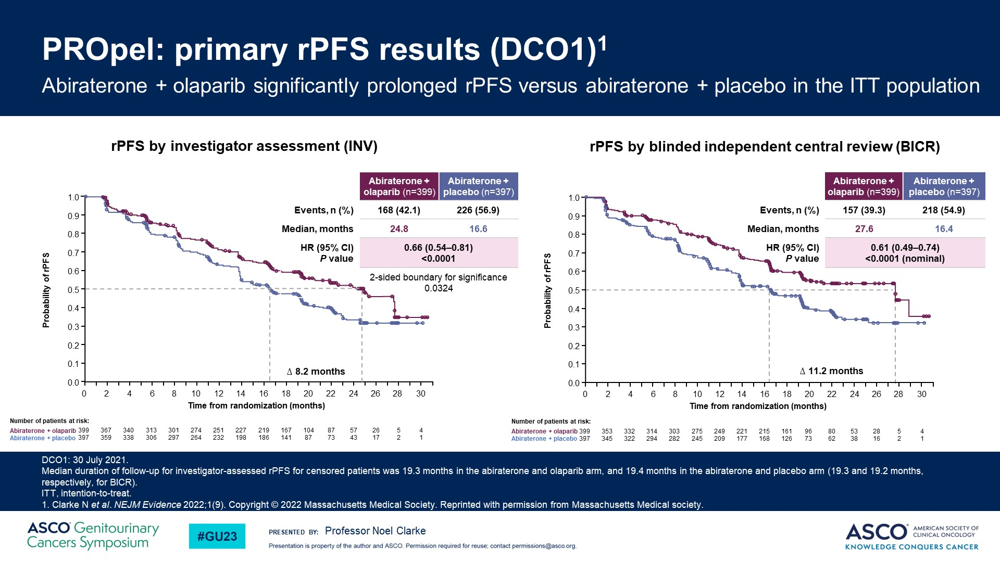 PROpel: primary rPFS results (DCO1)1
Abiraterone + olaparib significantly prolonged rPFS versus abiraterone + placebo in the ITT population
rPFS by investigator assessment (INV)
Abiraterone + olaparib (n=399)
Abiraterone + placebo (n=397)
Events, n (%) 168 (42.1) 226 (56.9)
Median, months 24.8 16.6
HR (95% CI) 0.66 (0.54–0.81)
P value <0.0001
2-sided boundary for significance
0.0324
Probability of rPFS
1.0
0.9
0.8
0.7
0.6
0.5
0.4
0.3
0.2
0.1
0.0
Δ 8.2 months
0 2 4 6 8 10 12 14 16 18 20 22 24 26 28 30
Time from randomization (months)
Number of patients at risk:
Abiraterone + olaparib 399 367 340 313 301 274 251 227 219 167 104 87 57 26 5 4
Abiraterone + placebo 397 359 338 306 297 264 232 198 186 141 87 73 43 17 2 1
rPFS by blinded independent central review (BICR)
Abiraterone + olaparib (n=399)
Abiraterone + placebo (n=397)
Events, n (%) 157 (39.3) 218 (54.9)
Median, months 27.6 16.4
HR (95% CI) 0.61 (0.49–0.74)
P value <0.0001 (nominal)
Probability of rPFS
1.0
0.9
0.8
0.7
0.6
0.5
0.4
0.3
0.2
0.1
0.0
Δ 11.2 months
0 2 4 6 8 10 12 14 16 18 20 22 24 26 28 30
Time from randomization (months)
Number of patients at risk:
Abiraterone + olaparib 399 353 332 314 303 275 249 221 215 161 96 80 53 28 5 4
Abiraterone + placebo 397 345 322 294 282 245 209 177 168 126 73 62 38 16 2 1
DCO1: 30 July 2021.
Median duration of follow-up for investigator-assessed rPFS for censored patients was 19.3 months in the abiraterone and olaparib arm, and 19.4 months in the abiraterone and placebo arm (19.3 and 19.2 months,
respectively, for BICR).
ITT, intention-to-treat.
1. Clarke N et al. NEJM Evidence 2022;1(9). Copyright © 2022 Massachusetts Medical Society. Reprinted with permission from Massachusetts Medical society.
ASCO Genitourinary
Cancers Symposium
#GU23
PRESENTED BY: Professor Noel Clarke
Presentation is property of the author and ASCO. Permission required for reuse; contact permissions@asco.org.
ASCO AMERICAN SOCIETY OF
CLINICAL ONCOLOGY
KNOWLEDGE CONQUERS CANCER